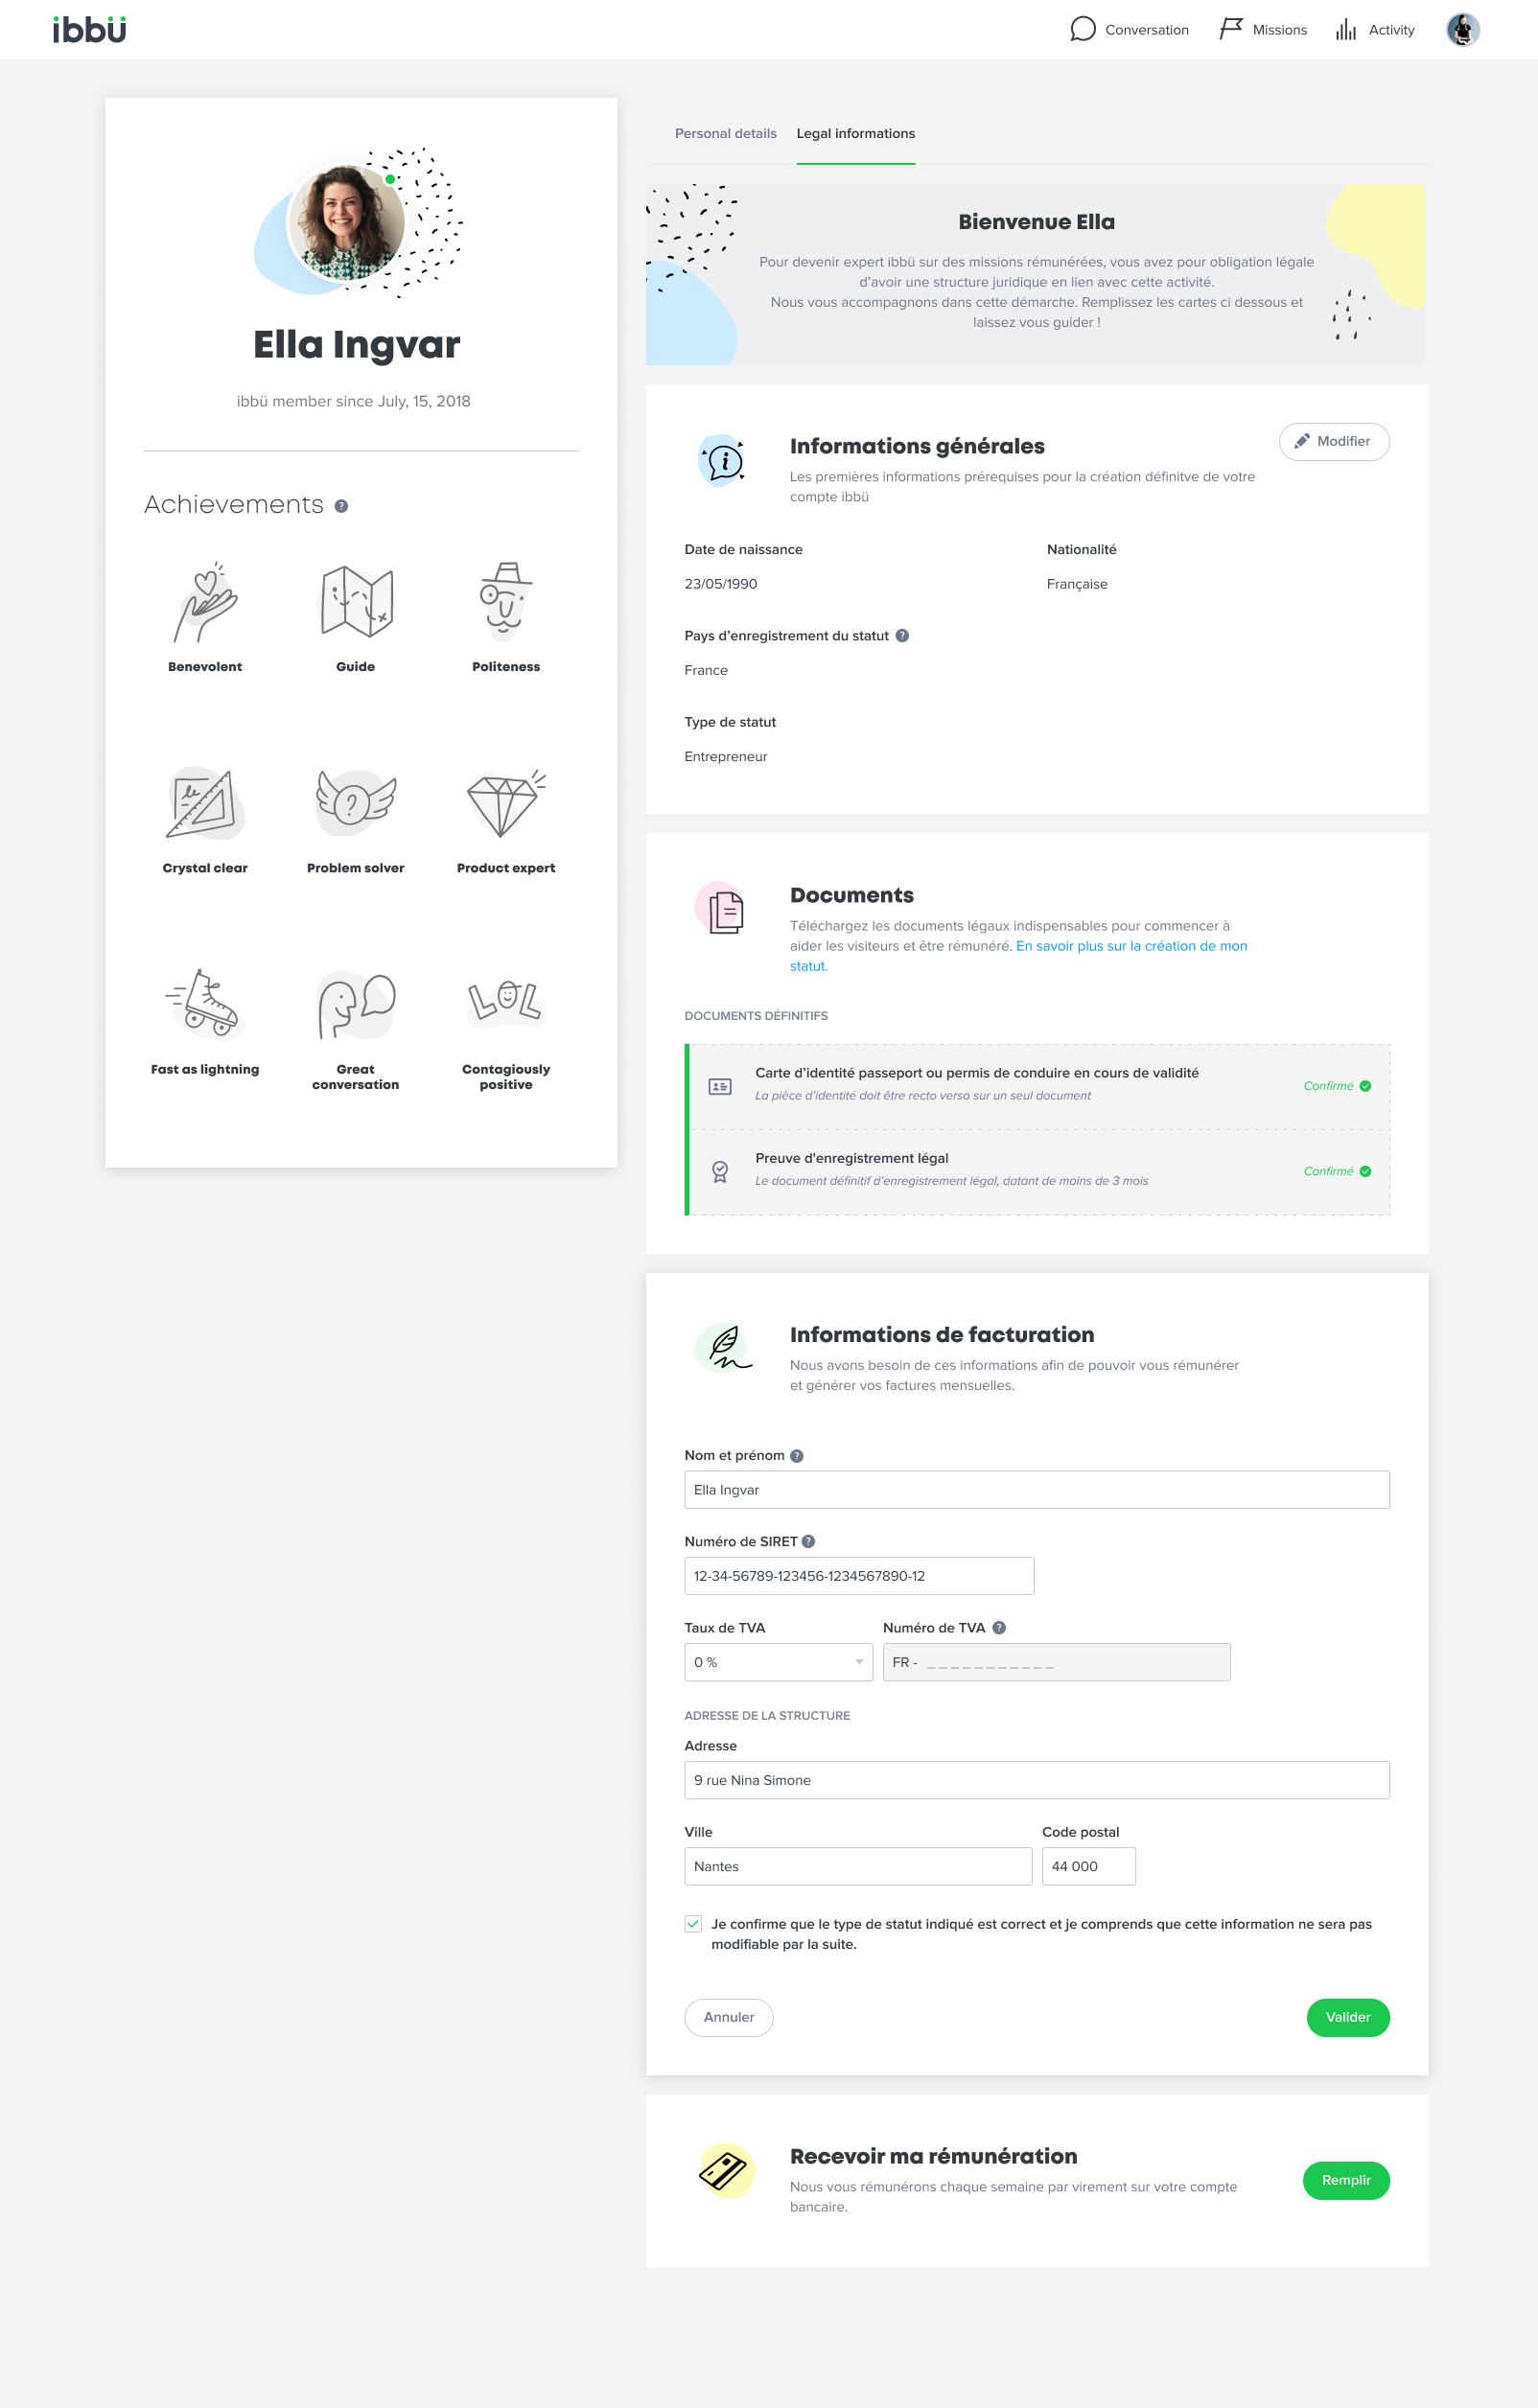 ibbü
Conversation
Missions
Activity
Ella Ingvar
ibbü member since July, 15, 2018
Achievements ?
Benevolent
Guide
Politeness
Crystal clear
Problem solver
Product expert
Fast as lightning
Great
conversation
Contagiously
positive
Personal details
Legal informations
Bienvenue Ella
Pour devenir expert ibbü sur des missions rémunérées, vous avez pour obligation légale
d’avoir une structure juridique en lien avec cette activité.
Nous vous accompagnons dans cette démarche. Remplissez les cartes ci dessous et
laissez vous guider !
Informations générales
Modifier
Les premières informations prérequises pour la création définitve de votre
compte ibbü
Date de naissance
Nationalité
23/05/1990
Française
Pays d’enregistrement du statut ?
France
Type de statut
Entrepreneur
Documents
Téléchargez les documents légaux indispensables pour commencer à
aider les visiteurs et être rémunéré. En savoir plus sur la création de mon
statut.
DOCUMENTS DÉFINITIFS
Carte d’identité passeport ou permis de conduire en cours de validité
La pièce d’identité doit être recto verso sur un seul document
Confirmé
Preuve d'enregistrement légal
Le document définitif d’enregistrement légal, datant de moins de 3 mois
Confirmé
Informations de facturation
Nous avons besoin de ces informations afin de pouvoir vous rémunérer
et générer vos factures mensuelles.
Nom et prénom ?
Ella Ingvar
Numéro de SIRET ?
12-34-56789-123456-1234567890-12
Taux de TVA
Numéro de TVA ?
0 %
FR - _ _ _ _ _ _ _ _ _ _ _
ADRESSE DE LA STRUCTURE
Adresse
9 rue Nina Simone
Ville
Code postal
Nantes
44 000
Je confirme que le type de statut indiqué est correct et je comprends que cette information ne sera pas
modifiable par la suite.
Annuler
Valider
Recevoir ma rémunération
Nous vous rémunérons chaque semaine par virement sur votre compte
bancaire.
Remplir